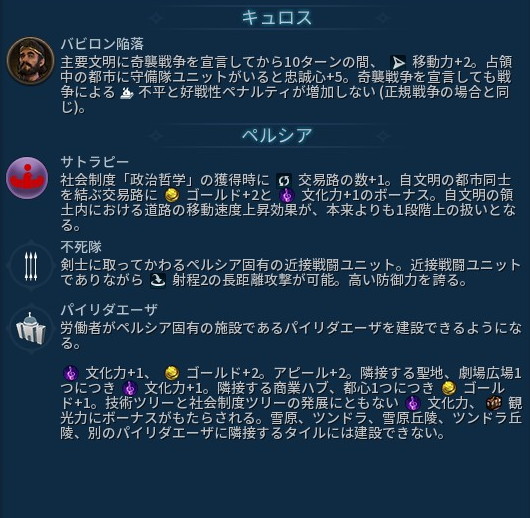 キュロス
バビロン陥落
主要文明に奇襲戦争を宣言してから10ターンの間、 移動力+2。占領
中の都市に守備隊ユニットがいると忠誠心+5。奇襲戦争を宣言しても戦
争による 不平と好戦性ペナルティが増加しない (正規戦争の場合と同
じ)。
ペルシア
サトラピー
社会制度「政治哲学」の獲得時に 交易路の数+1。自文明の都市同士
を結ぶ交易路に ゴールド+2と 文化力+1のボーナス。自文明の領
土内における道路の移動速度上昇効果が、本来よりも1段階上の扱いとな
る。
不死隊
剣士に取ってかわるペルシア固有の近接戦闘ユニット。近接戦闘ユニット
でありながら 射程2の長距離攻撃が可能。高い防御力を誇る。
パイリダエーザ
労働者がペルシア固有の施設であるパイリダエーザを建設できるようにな
る。
文化力+1、 ゴールド+2。アピール+2。隣接する聖地、劇場広場1
つにつき 文化力+1。隣接する商業ハブ、都心1つにつき ゴール
ド+1。技術ツリーと社会制度ツリーの発展にともない 文化力、 観
光力にボーナスがもたらされる。雪原、ツンドラ、雪原丘陵、ツンドラ丘
陵、別のパイリダエーザに隣接するタイルには建設できない。